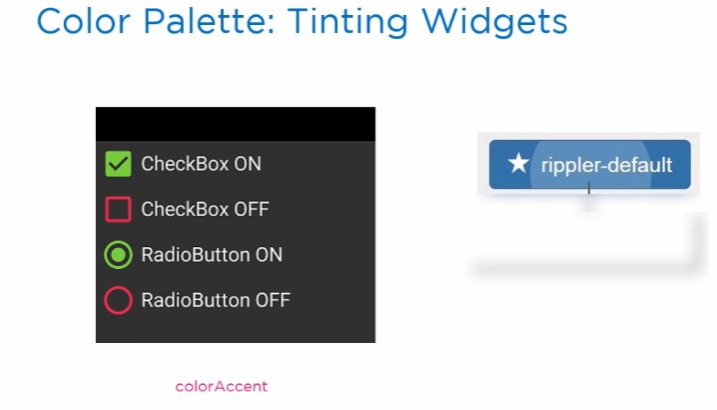 Color Palette: Tinting Widgets
CheckBox ON
CheckBox OFF
RadioButton ON
RadioButton OFF
rippler-default
colorAccent